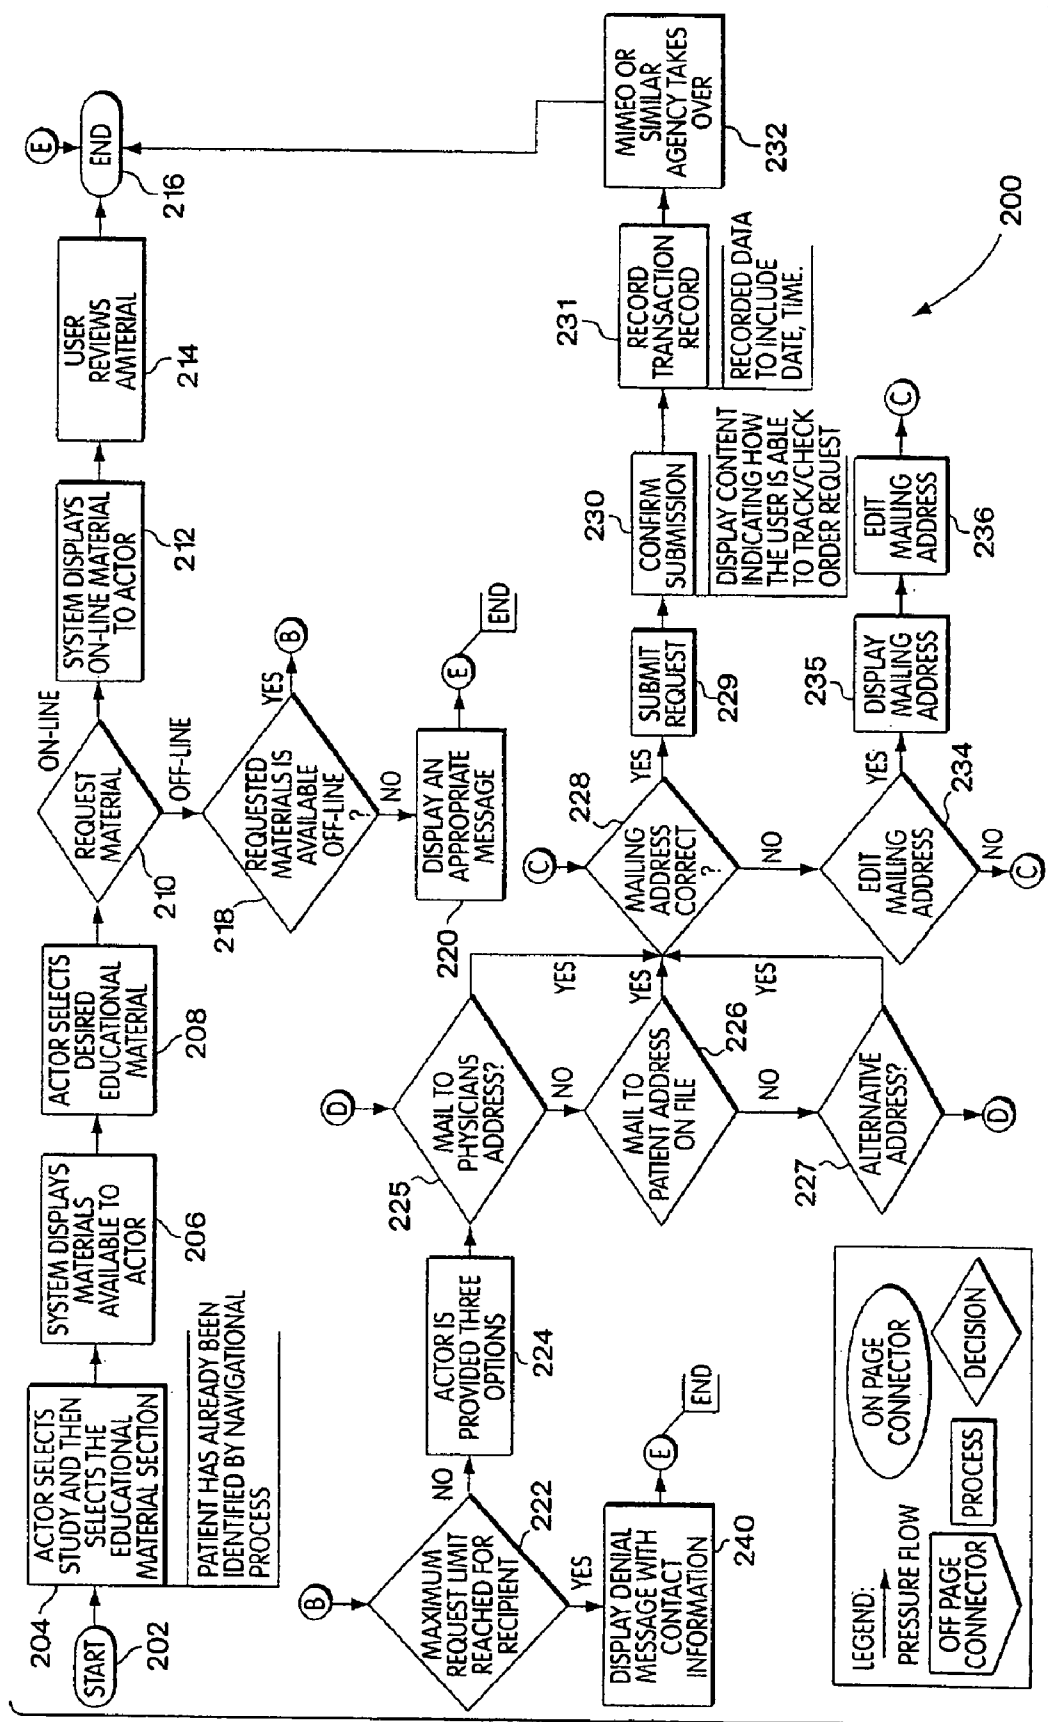 START
202
204
ACTOR SELECTS
STUDY AND THEN
SELECTS THE
EDUCATIONAL
MATERIAL SECTION
PATIENT HAS ALREADY BEEN
IDENTIFIED BY NAVIGATIONAL
PROCESS
SYSTEM DISPLAYS
MATERIALS
AVAILABLE TO
ACTOR
206
ACTOR SELECTS
DESIRED
EDUCATIONAL
MATERIAL
208
REQUEST
MATERIAL
210
ON-LINE
OFF-LINE
SYSTEM DISPLAYS
ON-LINE MATERIAL
TO ACTOR
212
USER
REVIEWS
AMTERIAL
214
E
END
216
REQUESTED
MATERIALS IS
AVAILABLE
OFF-LINE
?
218
YES
B
NO
DISPLAY AN
APPROPRIATE
MESSAGE
220
E
END
B
MAXIMUM
REQUEST LIMIT
REACHED FOR
RECIPIENT
222
NO
YES
DISPLAY DENIAL
MESSAGE WITH
CONTACT
INFORMATION
240
E
END
ACTOR IS
PROVIDED THREE
OPTIONS
224
D
MAIL TO
PHYSICIANS
ADDRESS?
225
YES
NO
MAIL TO
PATIENT ADDRESS
ON FILE
226
YES
NO
ALTERNATIVE
ADDRESS?
227
YES
D
C
MAILING
ADDRESS
CORRECT
?
228
YES
NO
SUBMIT
REQUEST
229
CONFIRM
SUBMISSION
230
DISPLAY CONTENT
INDICATING HOW
THE USER IS ABLE
TO TRACK/CHECK
ORDER REQUEST
RECORD
TRANSACTION
RECORD
231
RECORDED DATA
TO INCLUDE
DATE, TIME.
MIMEO OR
SIMILAR
AGENCY TAKES
OVER
232
EDIT
MAILING
ADDRESS
234
YES
NO
C
DISPLAY
MAILING
ADDRESS
235
EDIT
MAILING
ADDRESS
236
C
200
LEGEND:
PRESSURE FLOW
OFF PAGE
CONNECTOR
PROCESS
ON PAGE
CONNECTOR
DECISION